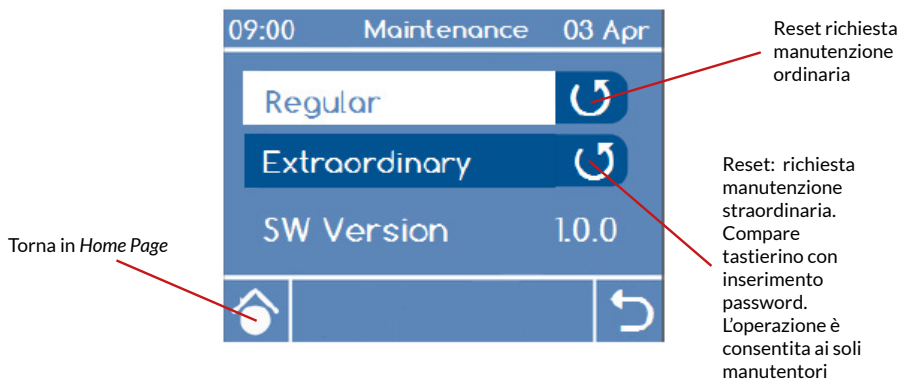 09:00 Maintenance 03 Apr
Regular
Extraordinary
SW Version 1.0.0
Torna in Home Page
Reset richiesta
manutenzione
ordinaria
Reset: richiesta
manutenzione
straordinaria.
Compare
tastierino con
inserimento
password.
L'operazione è
consentita ai soli
manutentori